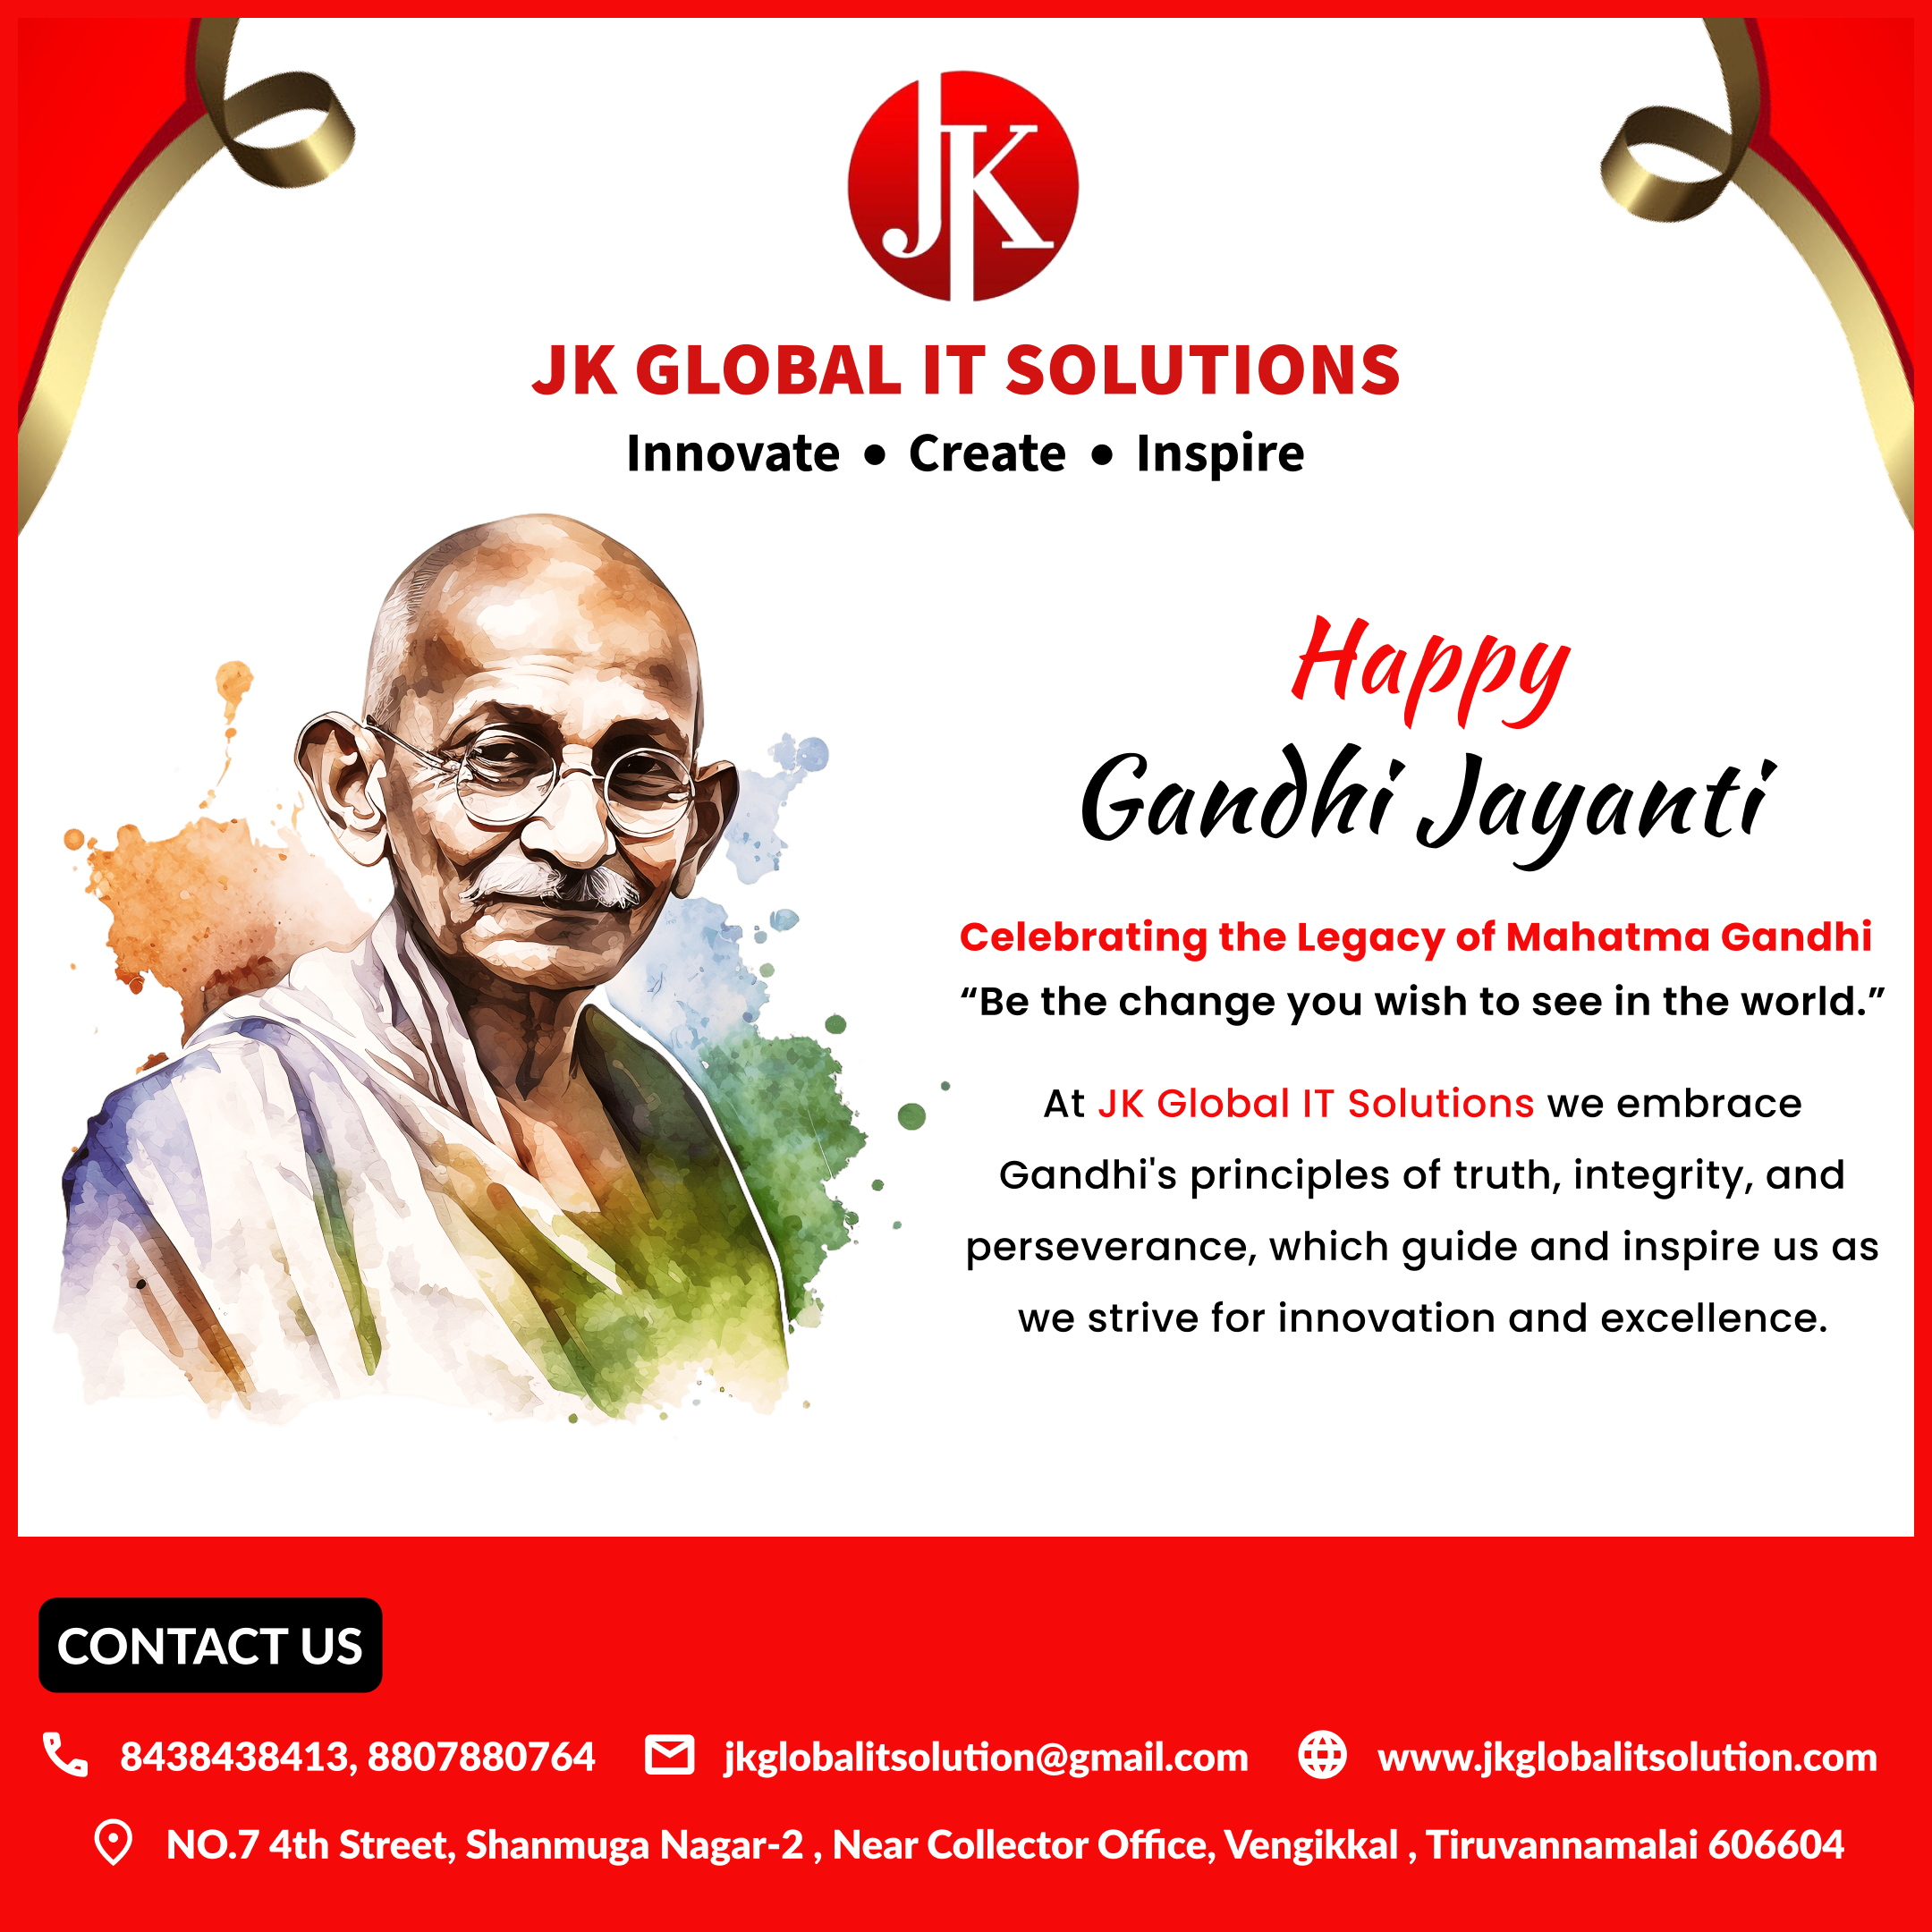 JK
JK GLOBAL IT SOLUTIONS
Innovate • Create • Inspire
Happy
Gandhi Jayanti
Celebrating the Legacy of Mahatma Gandhi
“Be the change you wish to see in the world.”
At JK Global IT Solutions we embrace
Gandhi's principles of truth, integrity, and
perseverance, which guide and inspire us as
we strive for innovation and excellence.
CONTACT US
8438438413, 8807880764 jkglobalitsolution@gmail.com www.jkglobalitsolution.com
NO.7 4th Street, Shanmuga Nagar-2 , Near Collector Office, Vengikkal , Tiruvannamalai 606604